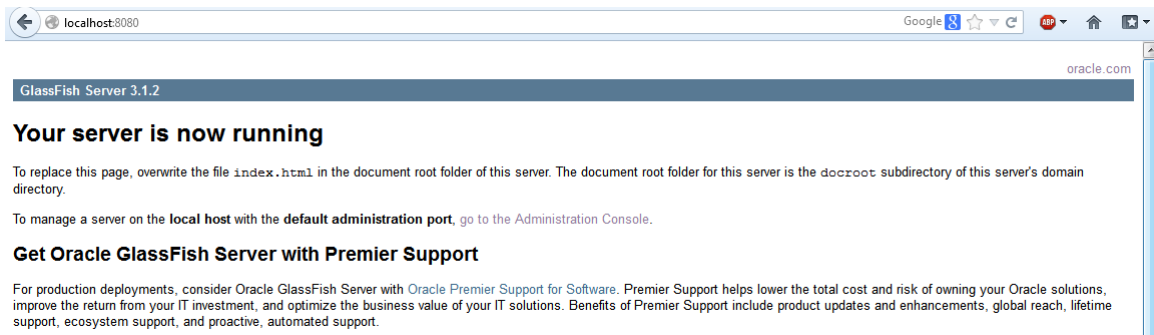 localhost:8080
Google 8
ABP
oracle.com
GlassFish Server 3.1.2
Your server is now running
To replace this page, overwrite the file index.html in the document root folder of this server. The document root folder for this server is the docroot subdirectory of this server's domain
directory.
To manage a server on the local host with the default administration port, go to the Administration Console.
Get Oracle GlassFish Server with Premier Support
For production deployments, consider Oracle GlassFish Server with Oracle Premier Support for Software. Premier Support helps lower the total cost and risk of owning your Oracle solutions,
improve the return from your IT investment, and optimize the business value of your IT solutions. Benefits of Premier Support include product updates and enhancements, global reach, lifetime
support, ecosystem support, and proactive, automated support.